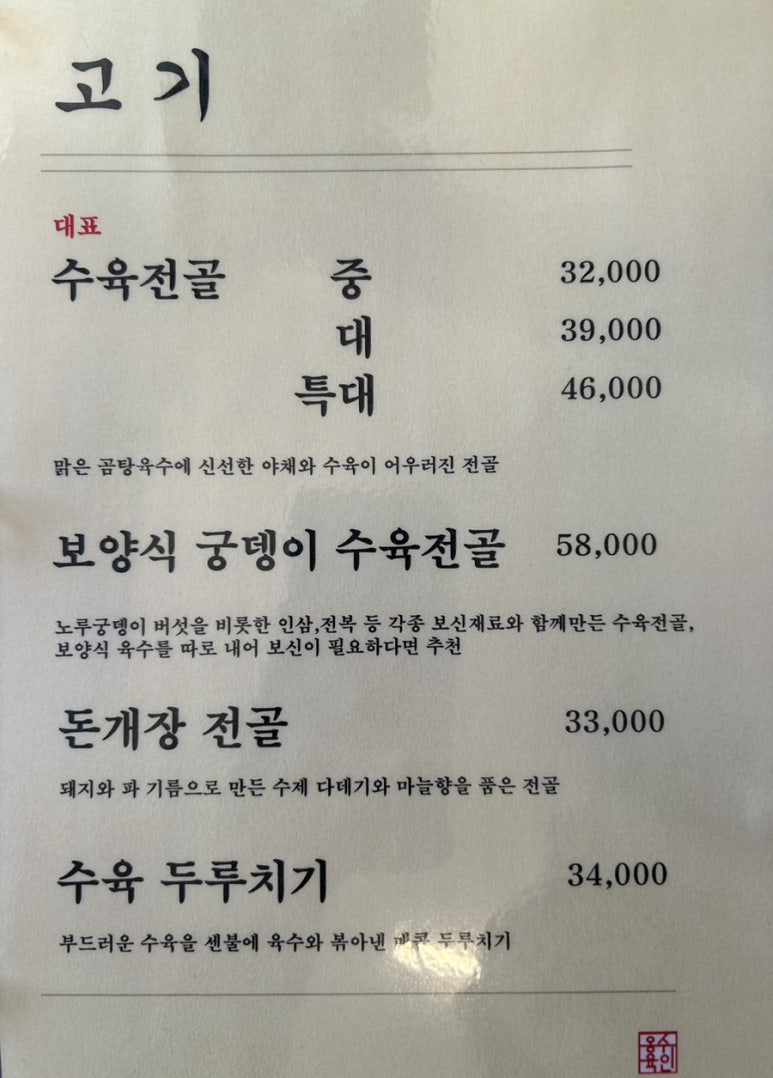 고기
대표
수육전골 중 32,000
대 39,000
특대 46,000
맑은 곰탕육수에 신선한 야채와 수육이 어우러진 전골
보양식 궁뎅이 수육전골 58,000
노루궁뎅이 버섯을 비롯한 인삼,전복 등 각종 보신재료와 함께만든 수육전골,
보양식 육수를 따로 내어 보신이 필요하다면 추천
돈개장 전골 33,000
돼지와 파 기름으로 만든 수제 다데기와 마늘향을 품은 전골
수육 두루치기 34,000
부드러운 수육을 센불에 육수와 볶아낸 두루치기